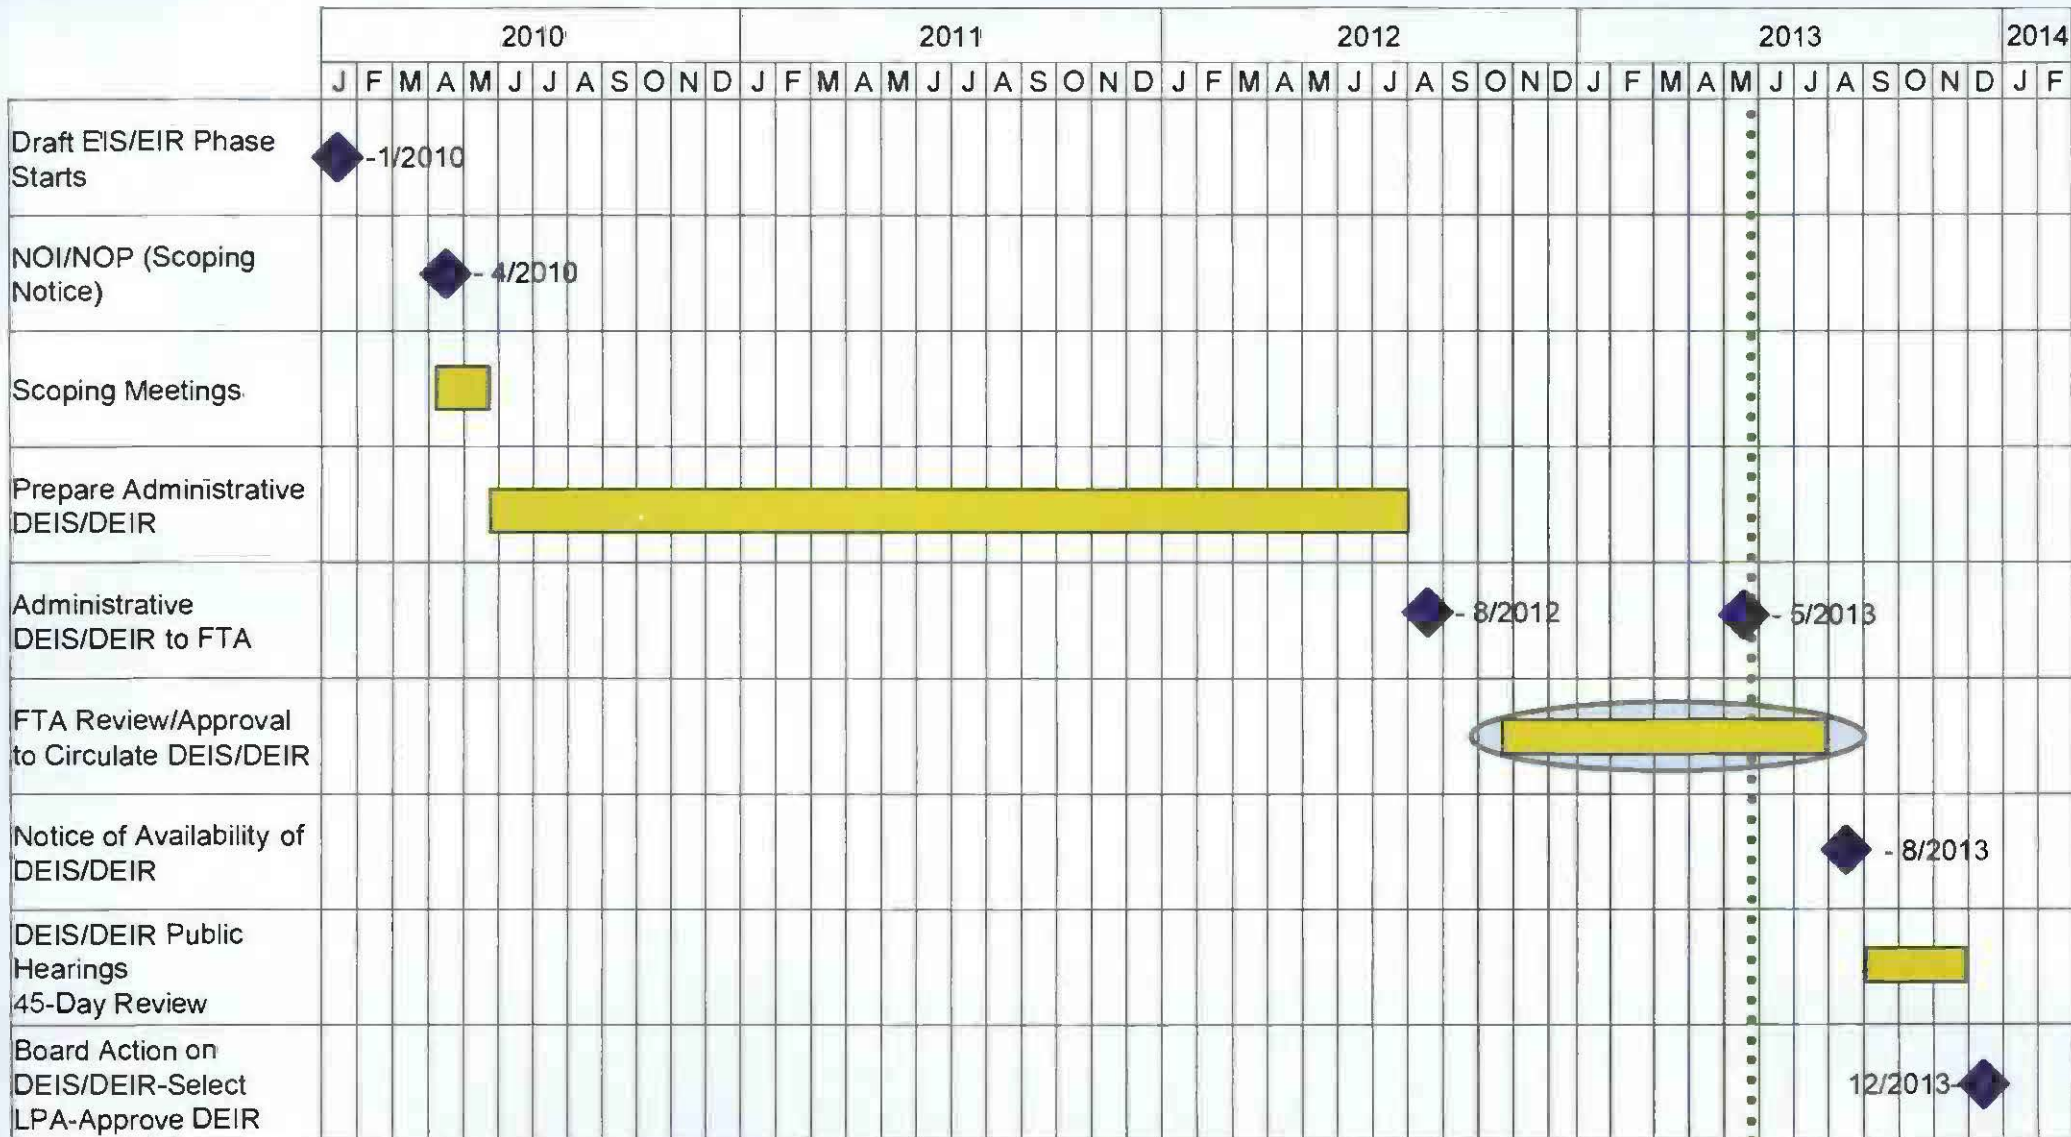 2010 2011 2012 2013 2014
J F M A M J J A S O N D J F M A M J J A S O N D J F M A M J J A S O N D J F M A M J J A S O N D J F
Draft EIS/EIR Phase
Starts
-1/2010
NOI/NOP (Scoping
Notice)
- 4/2010
Scoping Meetings
Prepare Administrative
DEIS/DEIR
Administrative
DEIS/DEIR to FTA
- 8/2012
- 5/2013
FTA Review/Approval
to Circulate DEIS/DEIR
Notice of Availability of
DEIS/DEIR
- 8/2013
DEIS/DEIR Public
Hearings
45-Day Review
Board Action on
DEIS/DEIR-Select
LPA-Approve DEIR
12/2013-